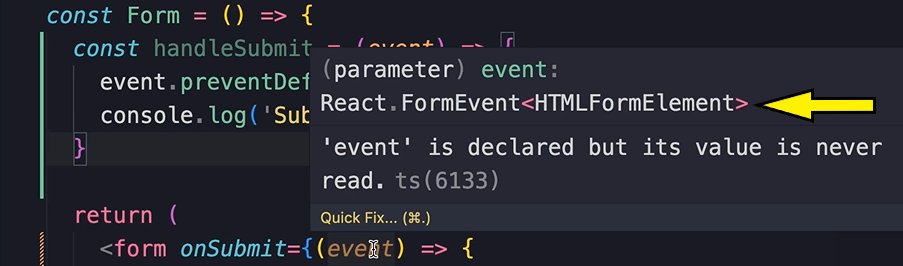 const Form = () => {
const handleSubmit = (event) => {
event.preventDef
console.log('Sub
}
(parameter) event:
React.FormEvent<HTMLFormElement>
'event' is declared but its value is never
read. ts(6133)
Quick Fix... (⌘.)
return (
<form onSubmit={(event) => {